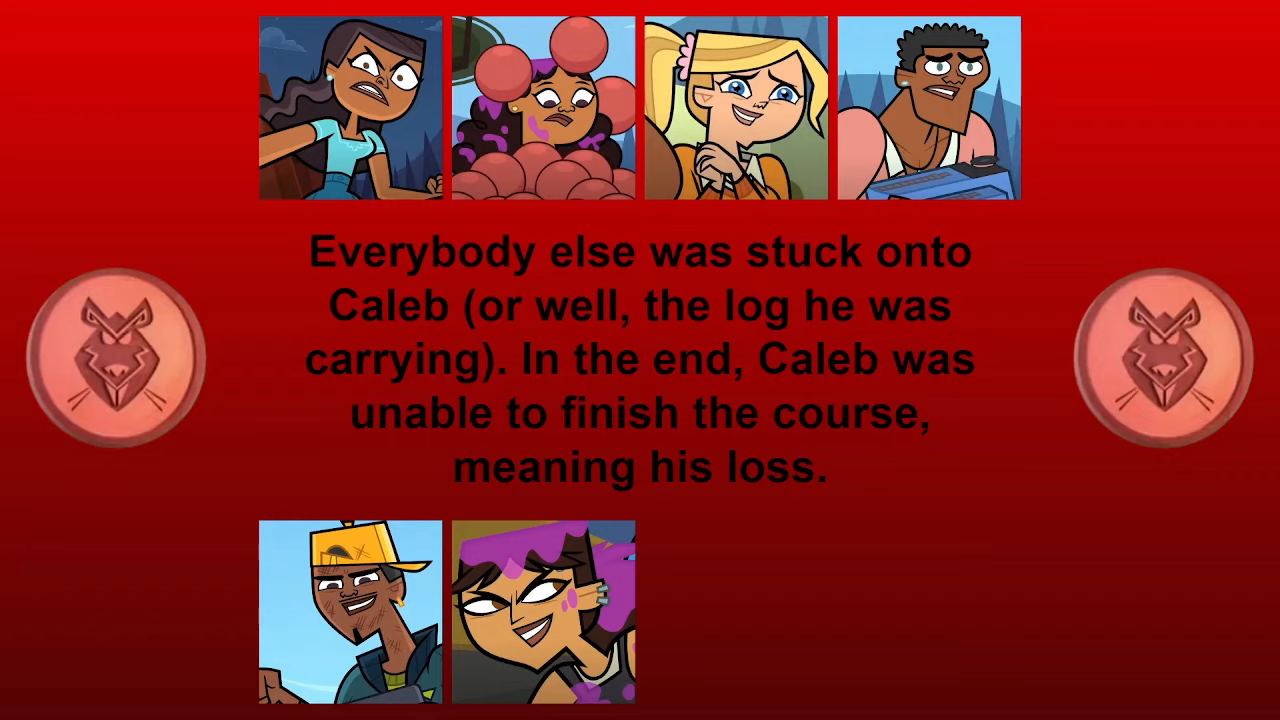 Everybody else was stuck onto
Caleb (or well, the log he was
carrying). In the end, Caleb was
unable to finish the course,
meaning his loss.